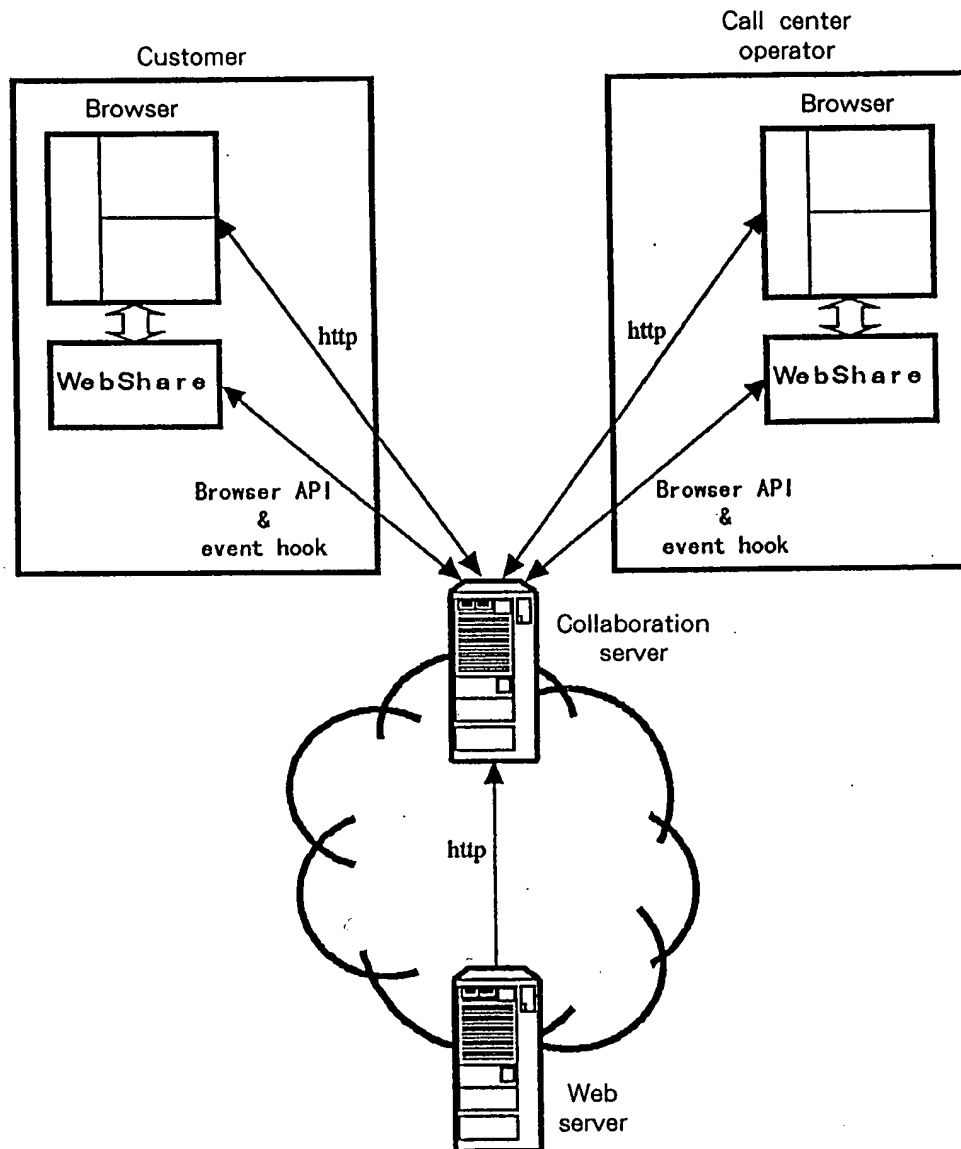 Customer
Call center
operator
Browser
Browser
http
http
WebShare
WebShare
Browser API
&
event hook
Browser API
&
event hook
Collaboration
server
http
Web
server